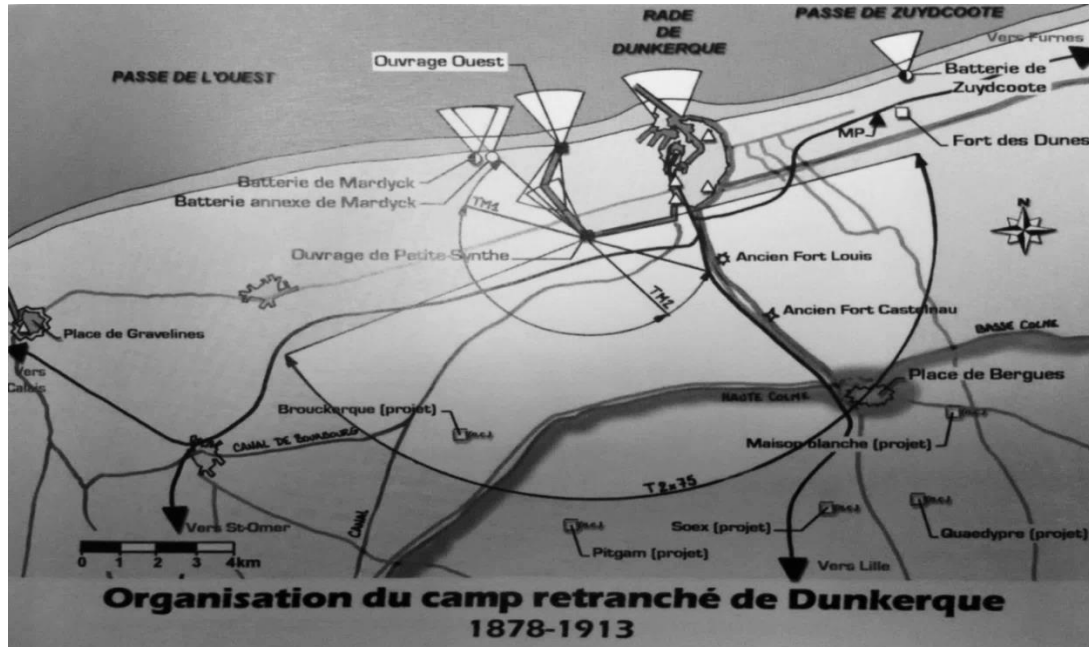 RADE
DE
DUNKERQUE
PASSE DE ZUYDCOOTE
Vers Furnes
PASSE DE L'OUEST
Ouvrage Ouest
Batterie de
Zuydcoote
MP
Fort des Dunes
Batterie de Mardyck
Batterie annexe de Mardyck
TM1
N
Ouvrage de Petite-Synthe
Ancien Fort Louis
TM2
Ancien Fort Castelnau
Place de Gravelines
BASSE COLME
Vers
Calais
Place de Bergues
HAUTE COLME
Brouckerque (projet)
Maison blanche (projet)
CANAL DE BOURBOURG
T 2x75
CANAL
Vers St-Omer
Soex (projet)
Quaedypre (projet)
Pitgam (projet)
0 1 2 3 4km
Vers Lille
Organisation du camp retranché de Dunkerque
1878-1913